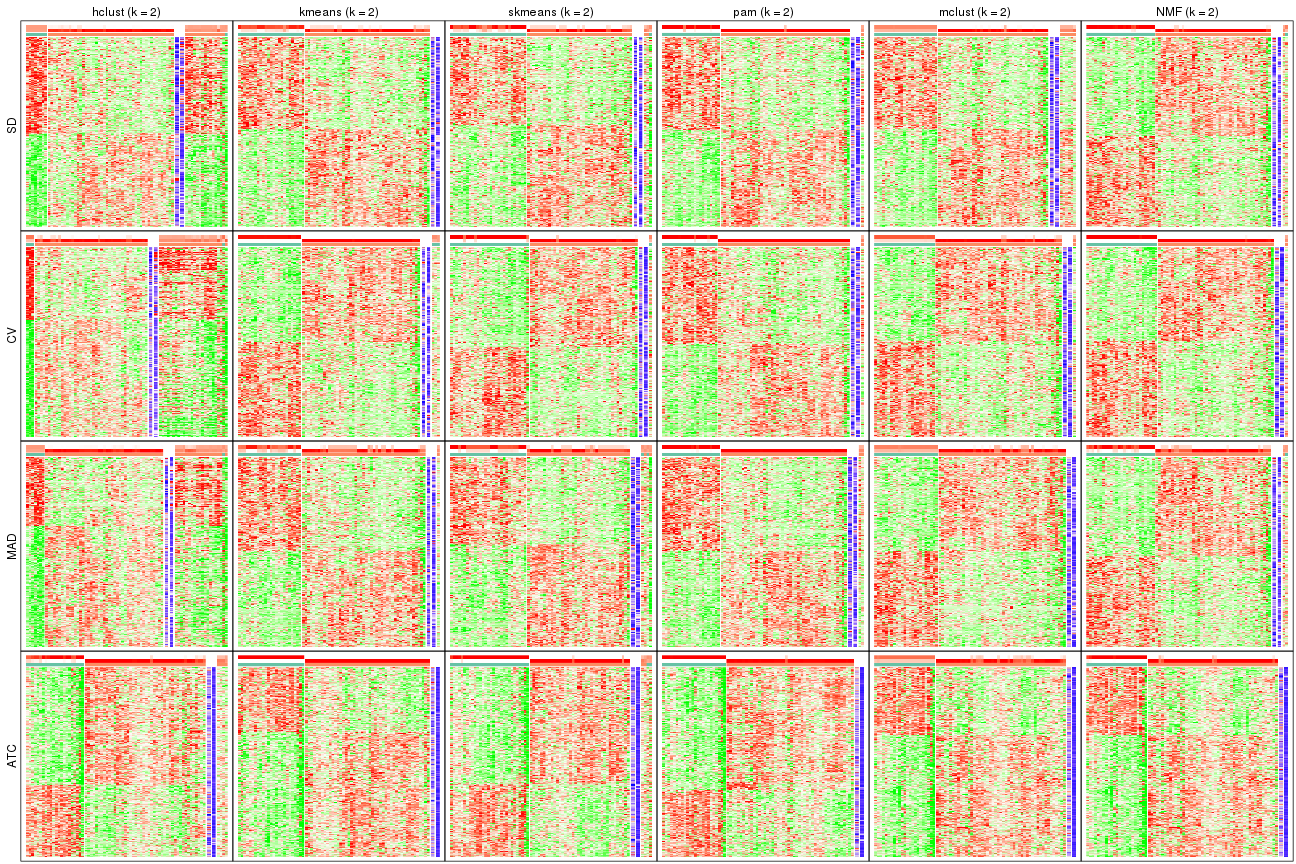 hclust (k = 2)
kmeans (k = 2)
skmeans (k = 2)
pam (k = 2)
mclust (k = 2)
NMF (k = 2)
SD
CV
MAD
ATC